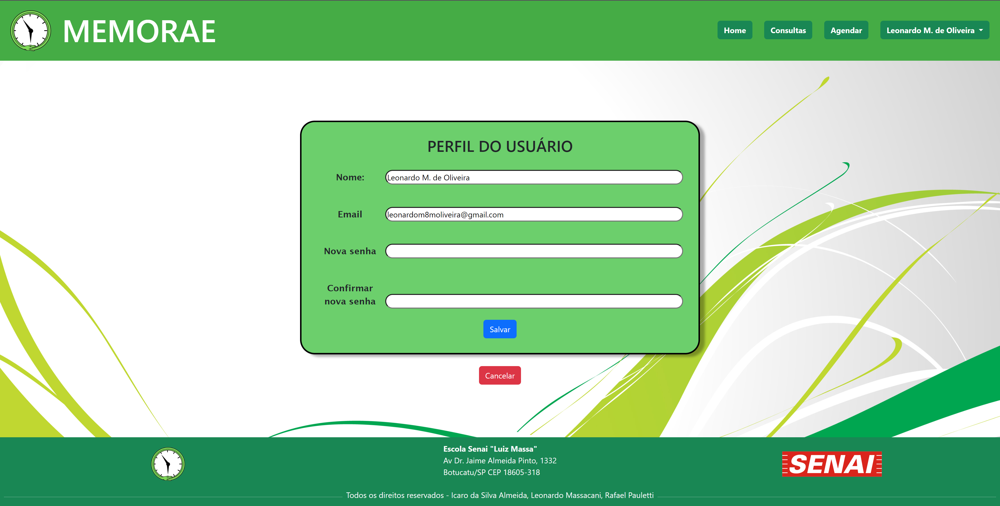 MEMORAE
Home
Consultas
Agendar
Leonardo M. de Oliveira
PERFIL DO USUÁRIO
Nome:
Leonardo M. de Oliveira
Email
leonardom8moliveira@gmail.com
Nova senha
Confirmar
nova senha
Salvar
Cancelar
Escola Senai "Luiz Massa"
Av Dr. Jaime Almeida Pinto, 1332
Botucatu/SP CEP 18605-318
SENAI
Todos os direitos reservados - Icaro da Silva Almeida, Leonardo Massacani, Rafael Pauletti